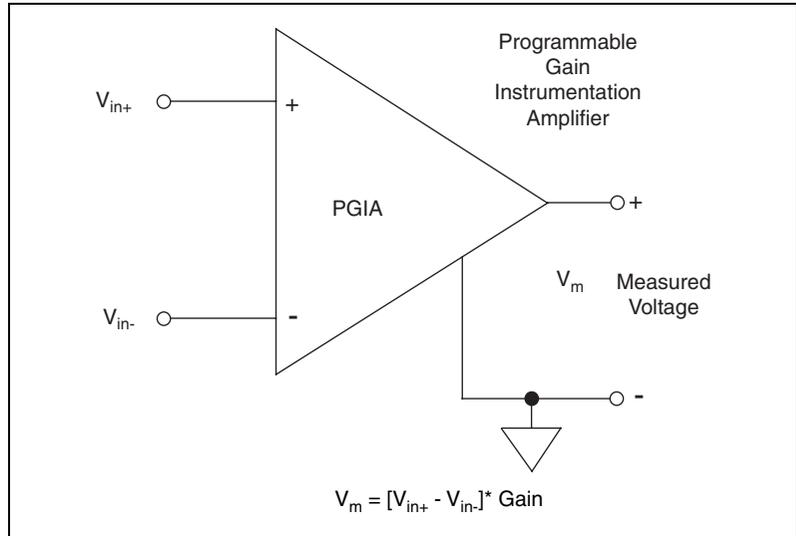 Programmable
Gain
Instrumentation
Amplifier
Vin+
+
PGIA
+
Vm Measured
Voltage
Vin-
-
-
Vm = [Vin+ - Vin-]* Gain